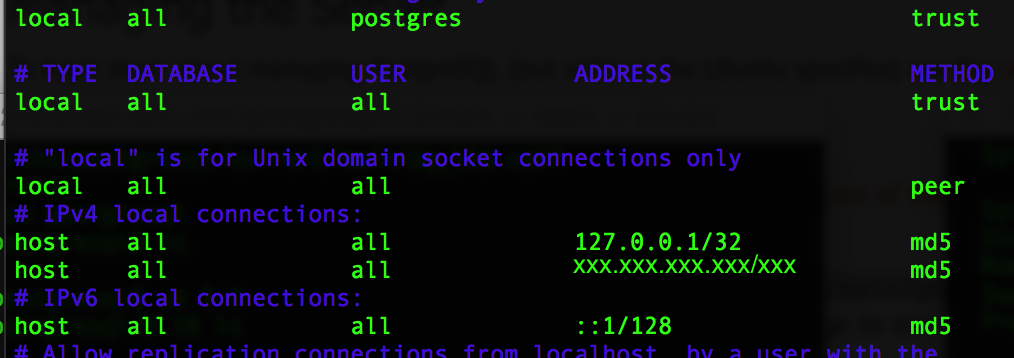 local all postgres trust
# TYPE DATABASE USER ADDRESS METHOD
local all all trust
# "local" is for Unix domain socket connections only
local all all peer
# IPv4 local connections:
host all all 127.0.0.1/32 md5
host all all xxx.xxx.xxx.xxx/xxx md5
# IPv6 local connections:
host all all ::1/128 md5
# Allow replication connections from localhost, by a user with the